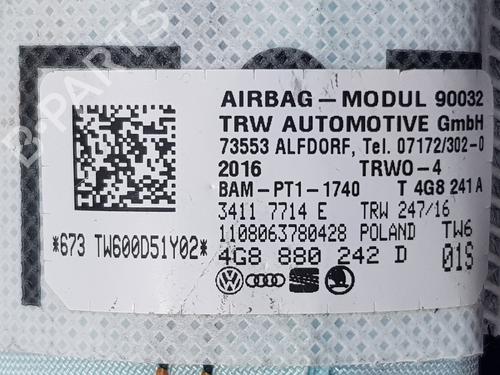 B-PARTS
AIRBAG – MODUL 90032
TRW AUTOMOTIVE GmbH
73553 ALFDORF, Tel. 07172/302-0
2016 TRWO-4
BAM-PT1-1740 T 4G8 241 A
3411 7714 E TRW 247/16
1108063780428 POLAND TW6
*673 TW600D51Y02* 4G8 880 242 D 01S